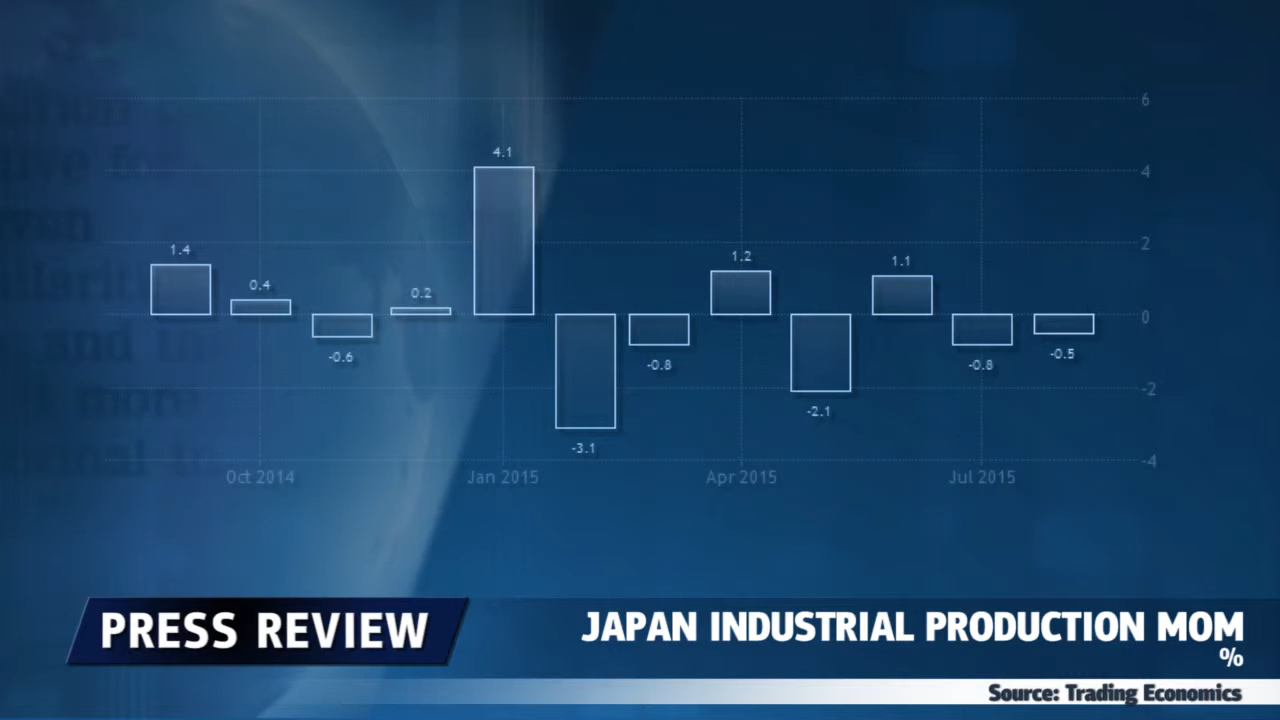 6
4.1
4
1.4
2
1.2
1.1
0.4
0.2
0
-0.6
-0.8
-0.8
-0.5
-2
-2.1
-3.1
-4
Oct 2014
Jan 2015
Apr 2015
Jul 2015
PRESS REVIEW
JAPAN INDUSTRIAL PRODUCTION MOM
%
Source: Trading Economics